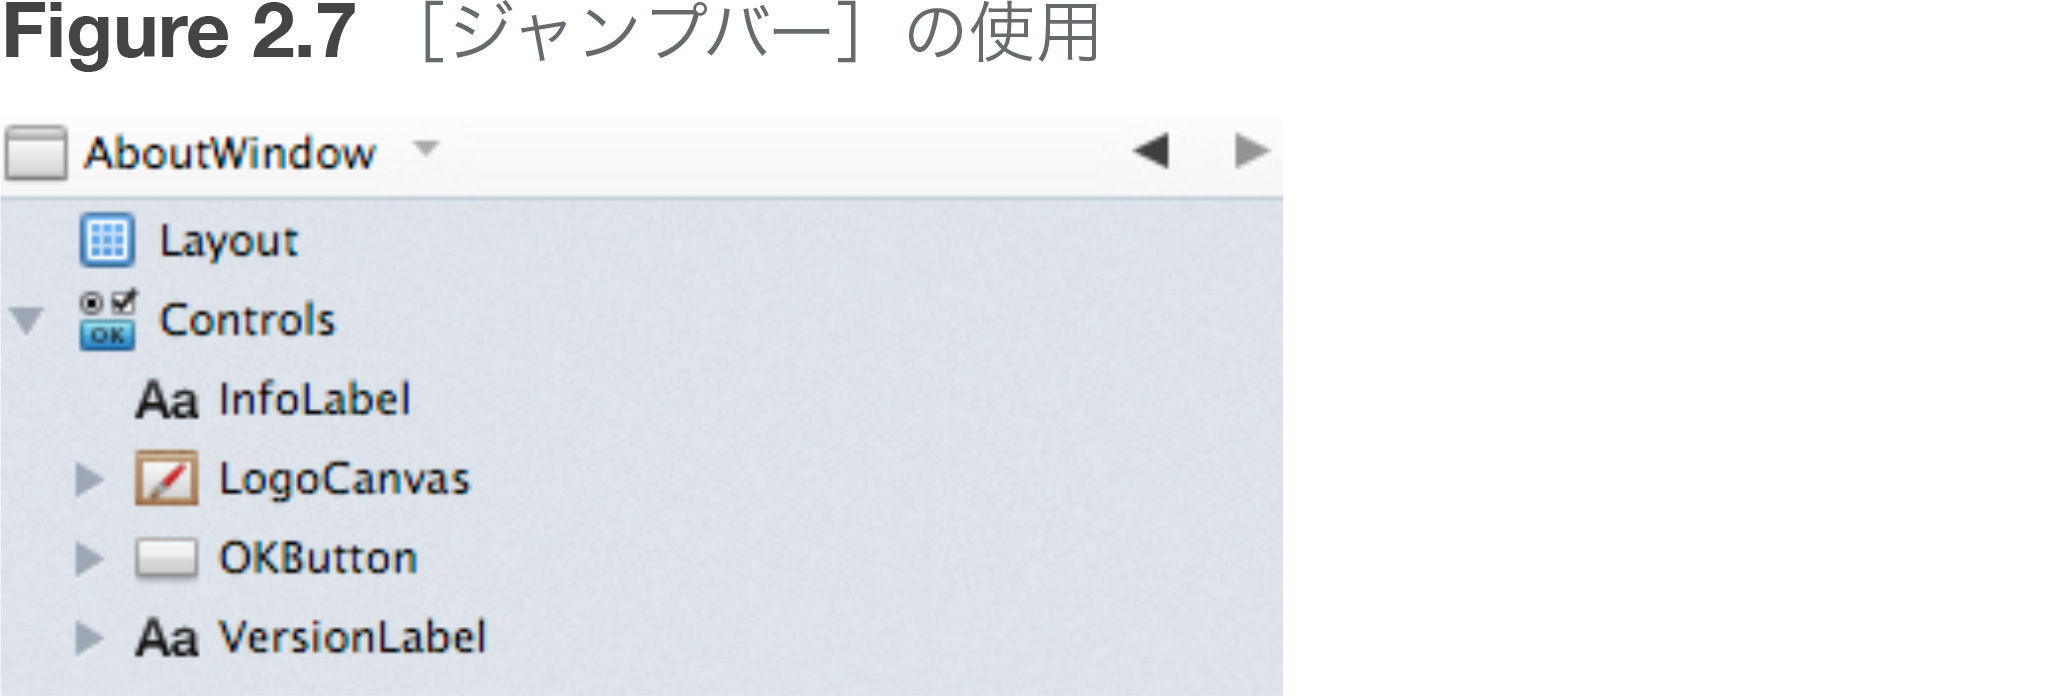 Figure 2.7 ［ジャンプバー］の使用
AboutWindow
Layout
OK
Controls
Aa InfoLabel
LogoCanvas
OKButton
Aa VersionLabel